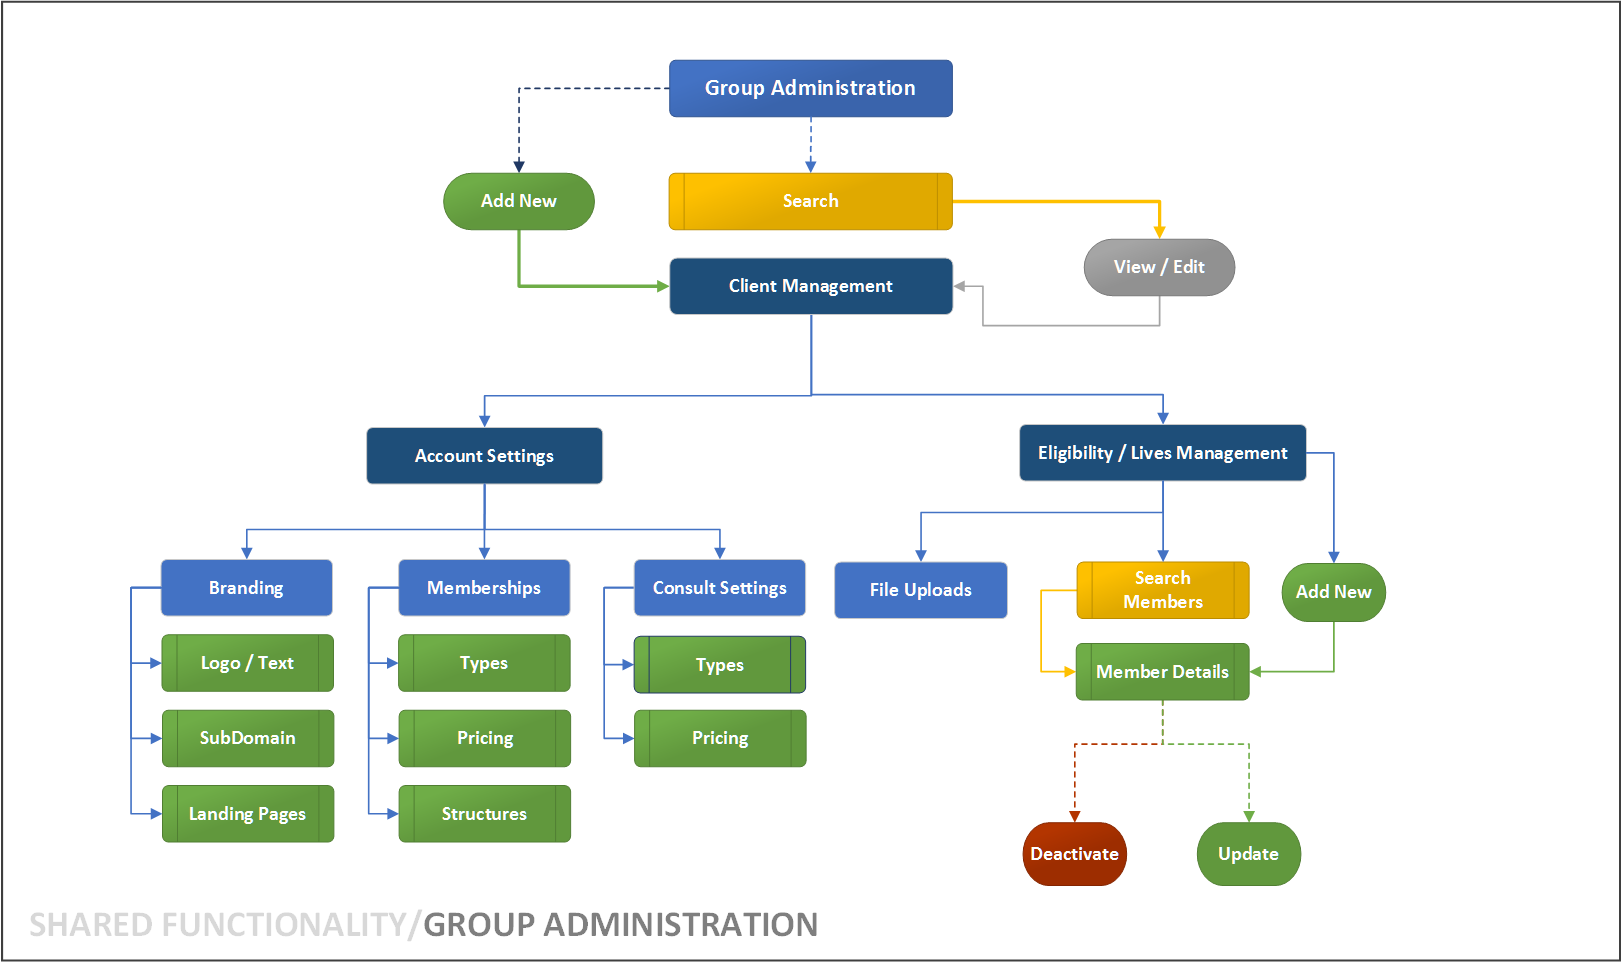 Group Administration
Add New
Search
View / Edit
Client Management
Account Settings
Eligibility / Lives Management
Branding
Memberships
Consult Settings
File Uploads
Search
Members
Add New
Logo / Text
Types
Types
Member Details
SubDomain
Pricing
Pricing
Landing Pages
Structures
Deactivate
Update
SHARED FUNCTIONALITY/GROUP ADMINISTRATION